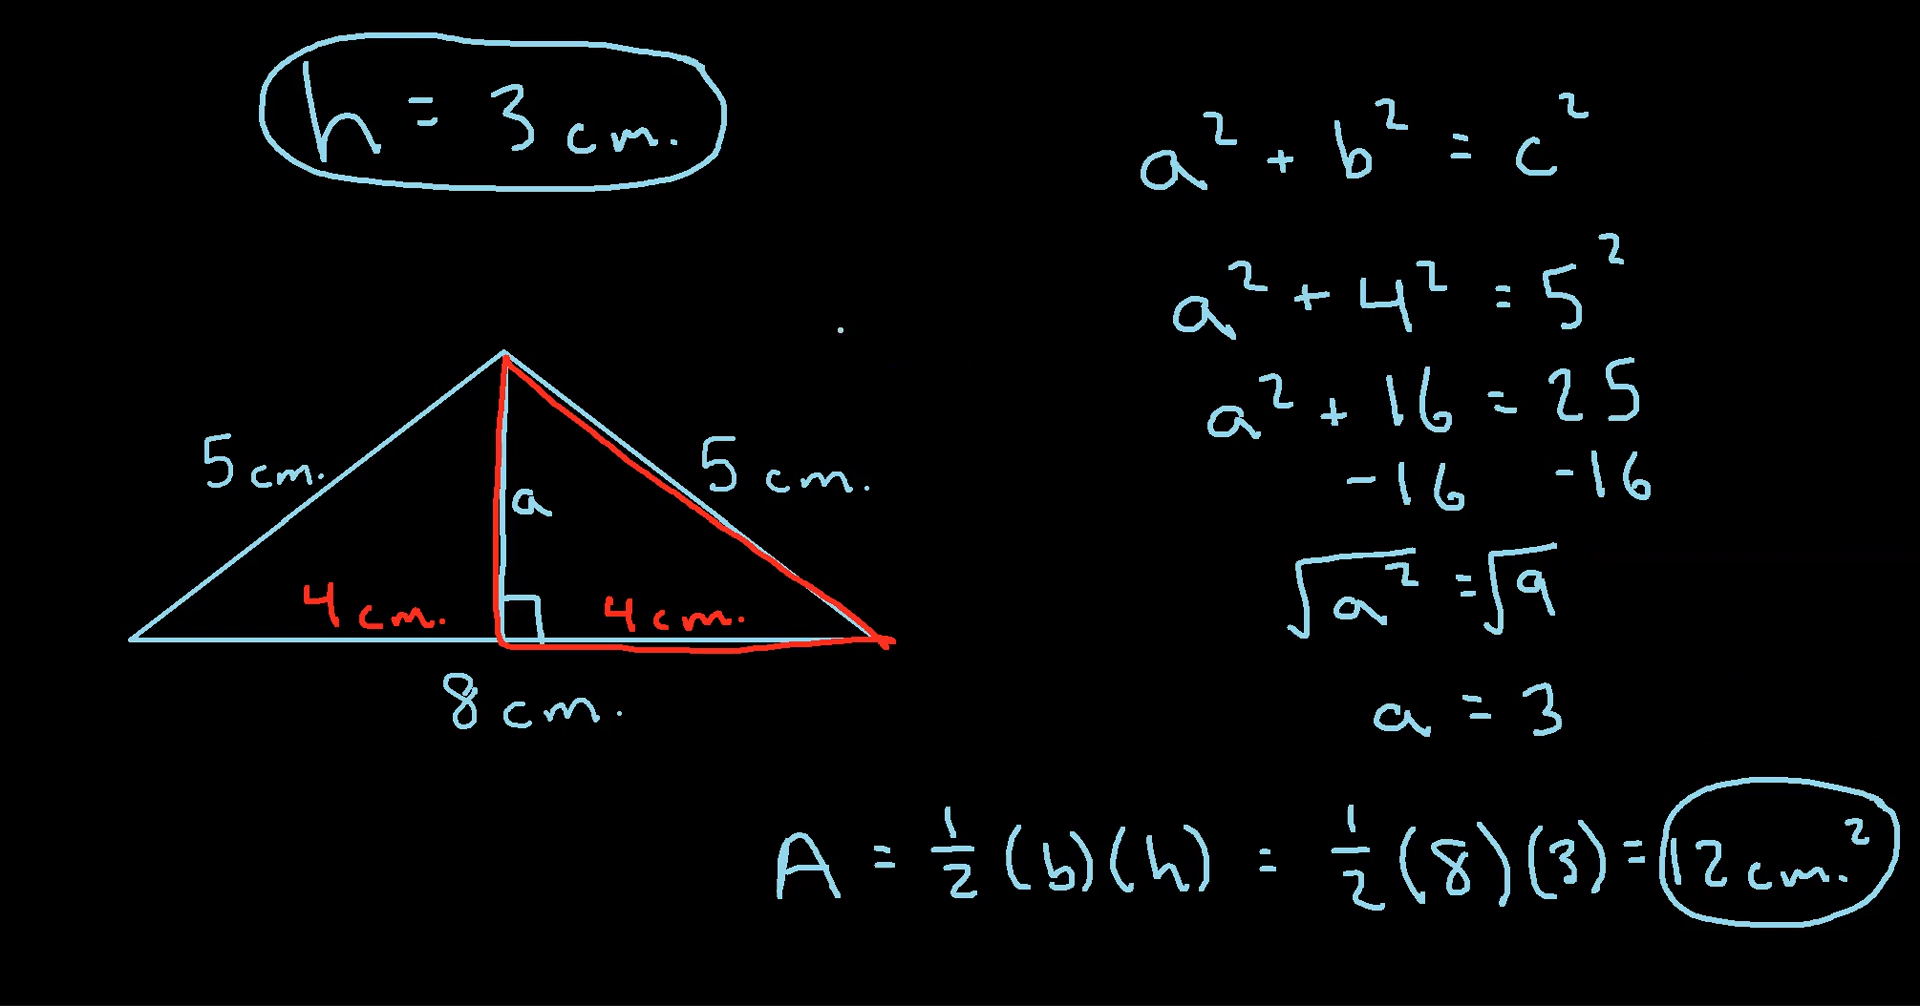 h = 3 cm.
5 cm.
5 cm.
a
4 cm.
4 cm.
8 cm.
a² + b² = c²
a² + 4² = 5²
a² + 16 = 25
-16 -16
√a² = √9
a = 3
A = 1/2 (b)(h) = 1/2 (8)(3) = 12 cm.²